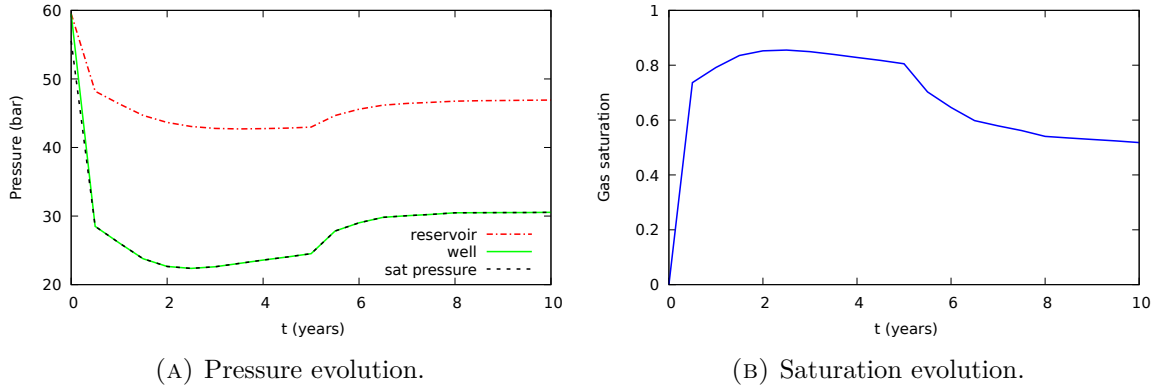 60
50
40
30
20
Pressure (bar)
0 2 4 6 8 10
t (years)
reservoir
well
sat pressure
(A) Pressure evolution.
1
0.8
0.6
0.4
0.2
0
Gas saturation
0 2 4 6 8 10
t (years)
(B) Saturation evolution.